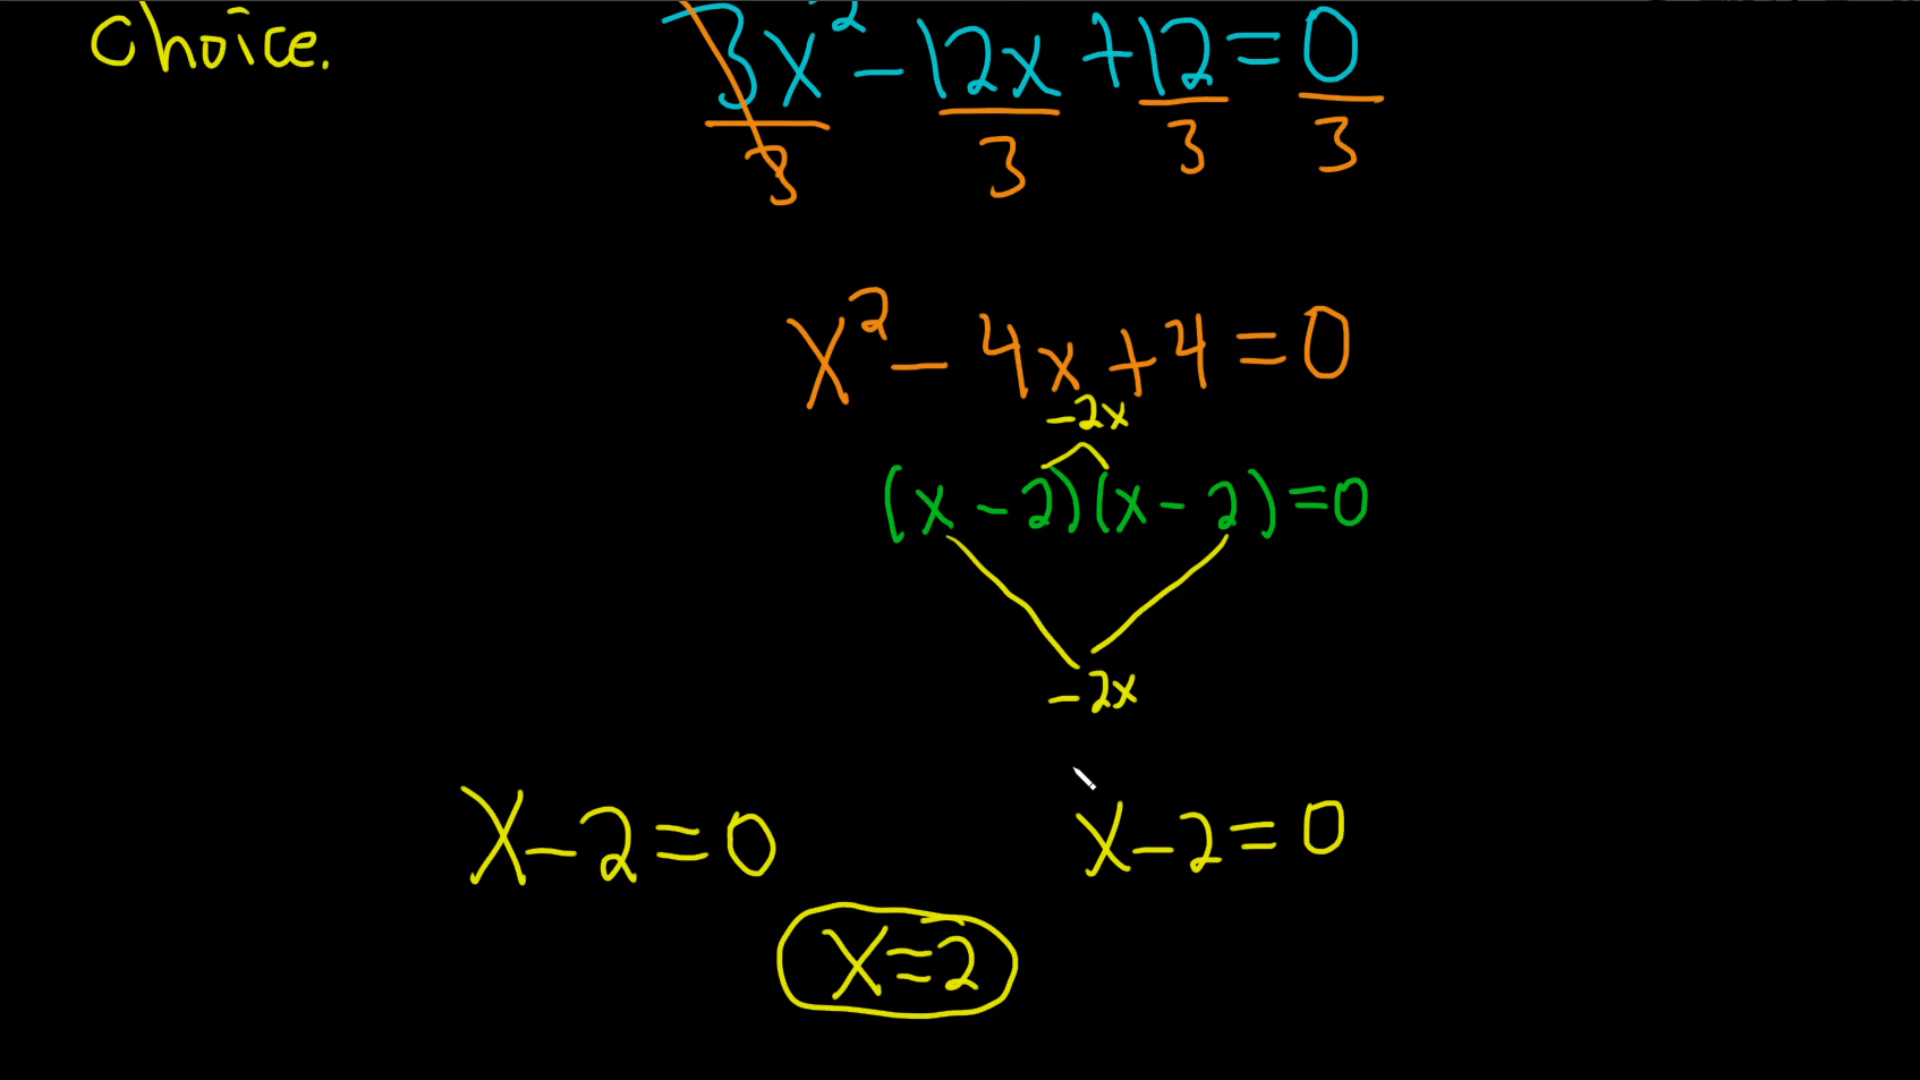 Choice.
3x² - 12x + 12 = 0
3 3 3 3
x² - 4x + 4 = 0
-2x
(x - 2)(x - 2) = 0
-2x
x - 2 = 0 x - 2 = 0
x = 2